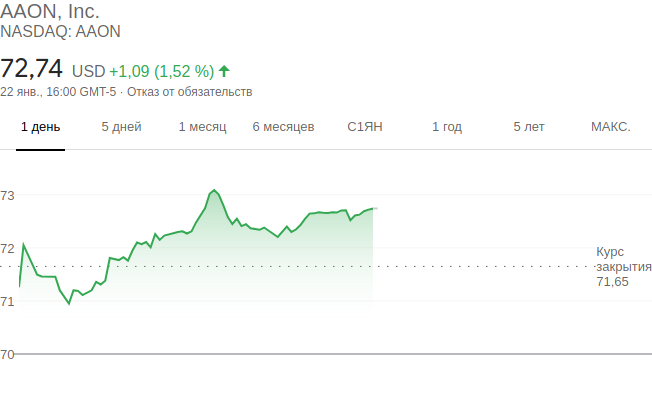 AAON, Inc.
NASDAQ: AAON
72,74 USD +1,09 (1,52 %)
22 янв., 16:00 GMT-5 · Отказ от обязательств
1 день 5 дней 1 месяц 6 месяцев С1ЯН 1 год 5 лет МАКС.
73
72
Курс
закрытия
71,65
71
70